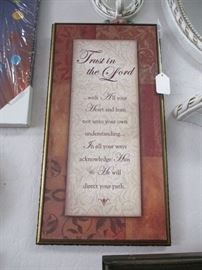 Trust in
the Lord
...with All your
Heart and lean
not unto your own
understanding...
In all your ways
acknowledge Him
& He will
direct your path.